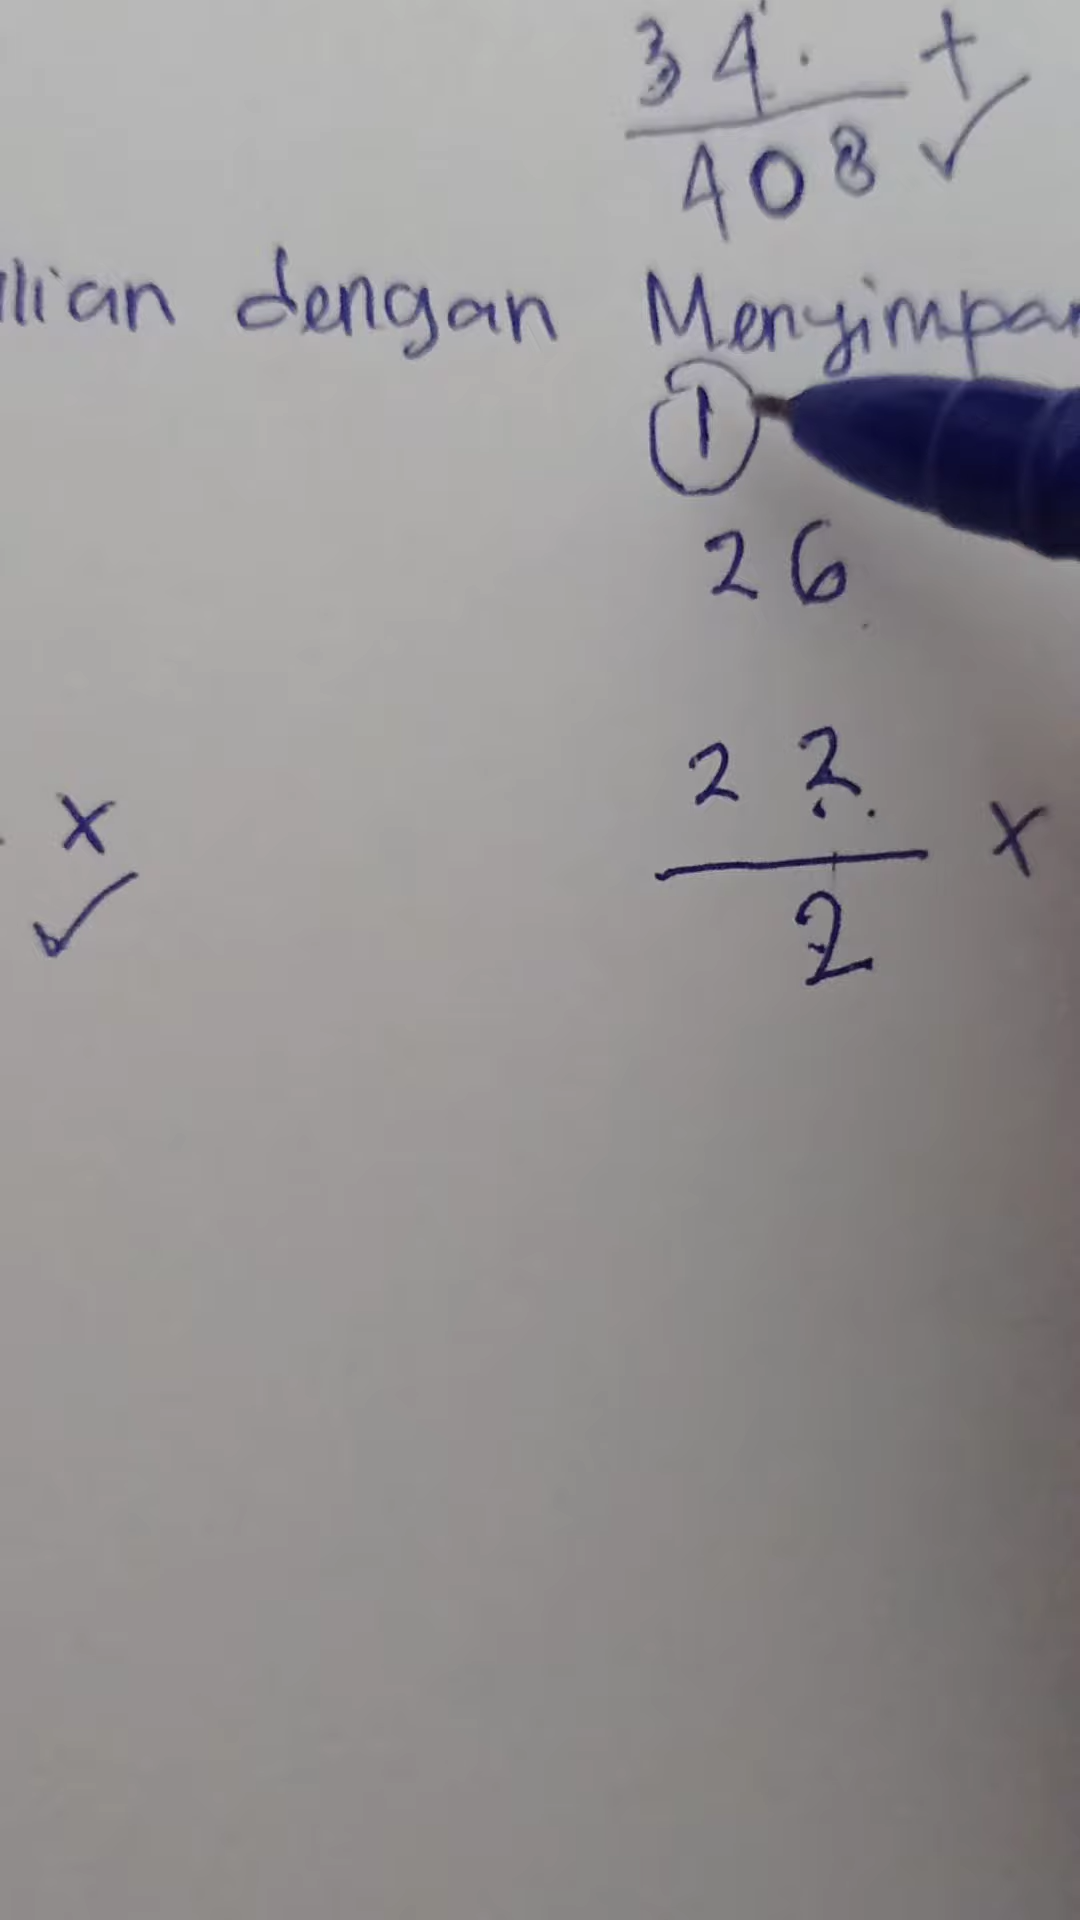 34. +
408 ✓
lian dengan Menyimpa
1
26
x 22 x
✓ 2